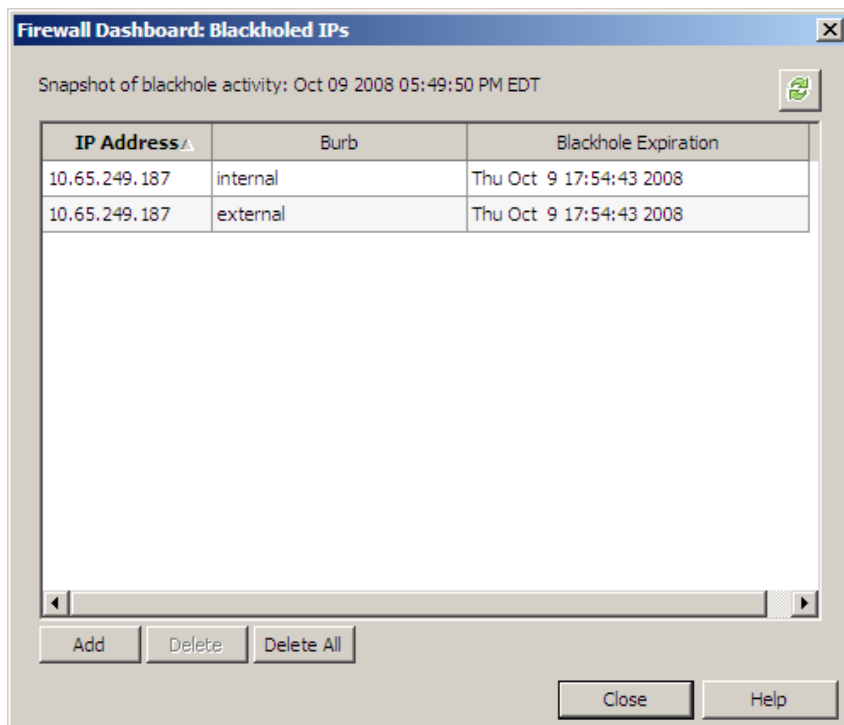 Firewall Dashboard: Blackholed IPs
Snapshot of blackhole activity: Oct 09 2008 05:49:50 PM EDT
IP Address Burb Blackhole Expiration
10.65.249.187 internal Thu Oct  9 17:54:43 2008
10.65.249.187 external Thu Oct  9 17:54:43 2008
Add Delete Delete All
Close Help